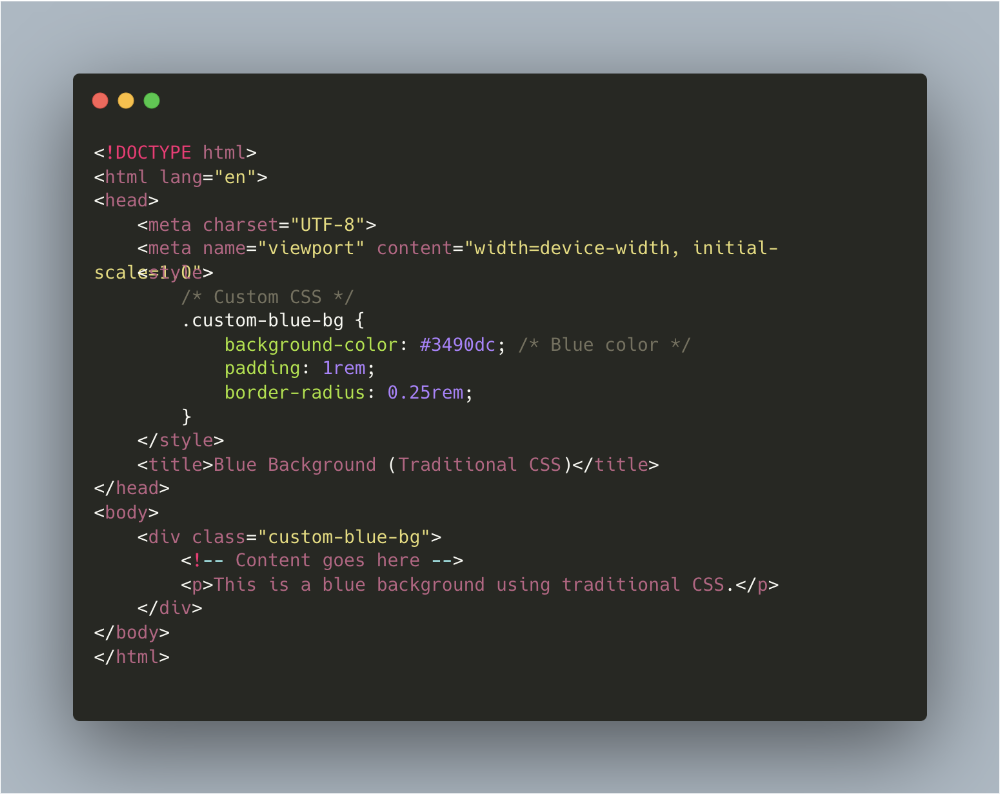 <!DOCTYPE html>
<html lang="en">
<head>
    <meta charset="UTF-8">
    <meta name="viewport" content="width=device-width, initial-
scale=1.0">
    <style>
        /* Custom CSS */
        .custom-blue-bg {
            background-color: #3490dc; /* Blue color */
            padding: 1rem;
            border-radius: 0.25rem;
        }
    </style>
    <title>Blue Background (Traditional CSS)</title>
</head>
<body>
    <div class="custom-blue-bg">
        <!-- Content goes here -->
        <p>This is a blue background using traditional CSS.</p>
    </div>
</body>
</html>